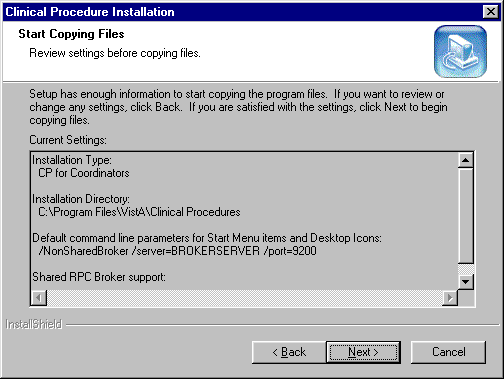 Clinical Procedure Installation
Start Copying Files
Review settings before copying files.
Setup has enough information to start copying the program files. If you want to review or
change any settings, click Back. If you are satisfied with the settings, click Next to begin
copying files.
Current Settings:
Installation Type:
CP for Coordinators
Installation Directory:
C:\Program Files\VistA\Clinical Procedures
Default command line parameters for Start Menu items and Desktop Icons:
/NonSharedBroker /server=BROKERSERVER /port=9200
Shared RPC Broker support:
InstallShield
< Back
Next >
Cancel